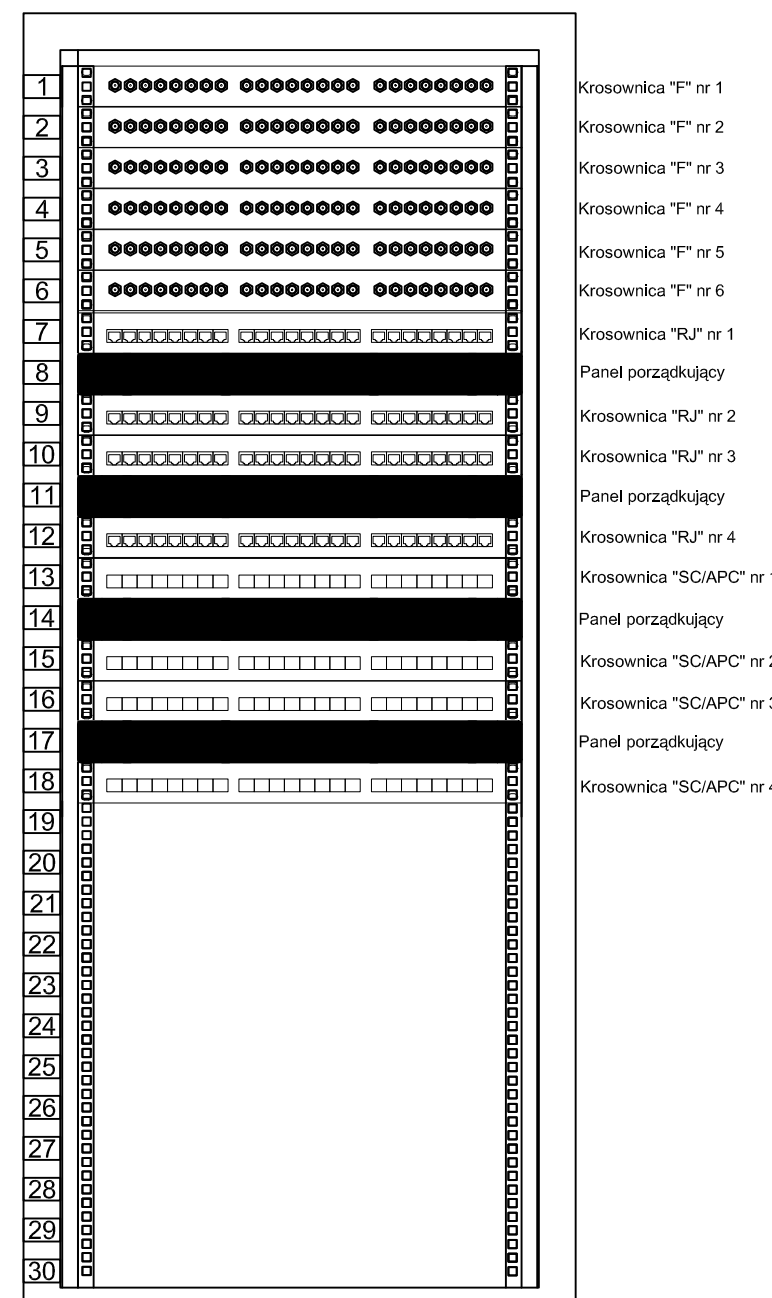 1 Krosownica "F" nr 1
2 Krosownica "F" nr 2
3 Krosownica "F" nr 3
4 Krosownica "F" nr 4
5 Krosownica "F" nr 5
6 Krosownica "F" nr 6
7 Krosownica "RJ" nr 1
8 Panel porządkujący
9 Krosownica "RJ" nr 2
10 Krosownica "RJ" nr 3
11 Panel porządkujący
12 Krosownica "RJ" nr 4
13 Krosownica "SC/APC" nr 1
14 Panel porządkujący
15 Krosownica "SC/APC" nr 2
16 Krosownica "SC/APC" nr 3
17 Panel porządkujący
18 Krosownica "SC/APC" nr 4
19
20
21
22
23
24
25
26
27
28
29
30